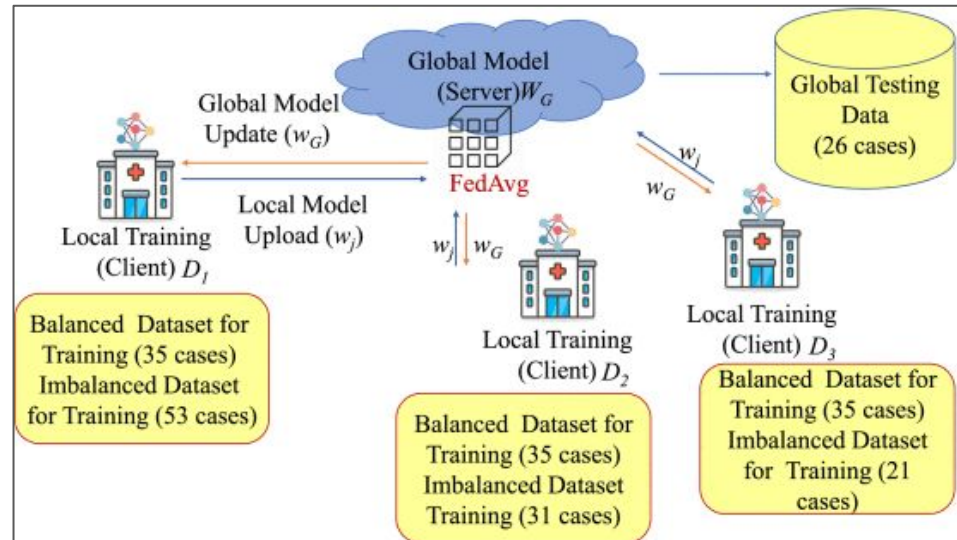 Global Model
(Server)W_G
FedAvg
Global Model
Update (w_G)
Local Model
Upload (w_j)
Local Training
(Client) D_1
Balanced Dataset for
Training (35 cases)
Imbalanced Dataset
for Training (53 cases)
w_j w_G
Local Training
(Client) D_2
Balanced Dataset for
Training (35 cases)
Imbalanced Dataset
Training (31 cases)
w_j
w_G
Local Training
(Client) D_3
Balanced Dataset for
Training (35 cases)
Imbalanced Dataset
for Training (21
cases)
Global Testing
Data
(26 cases)